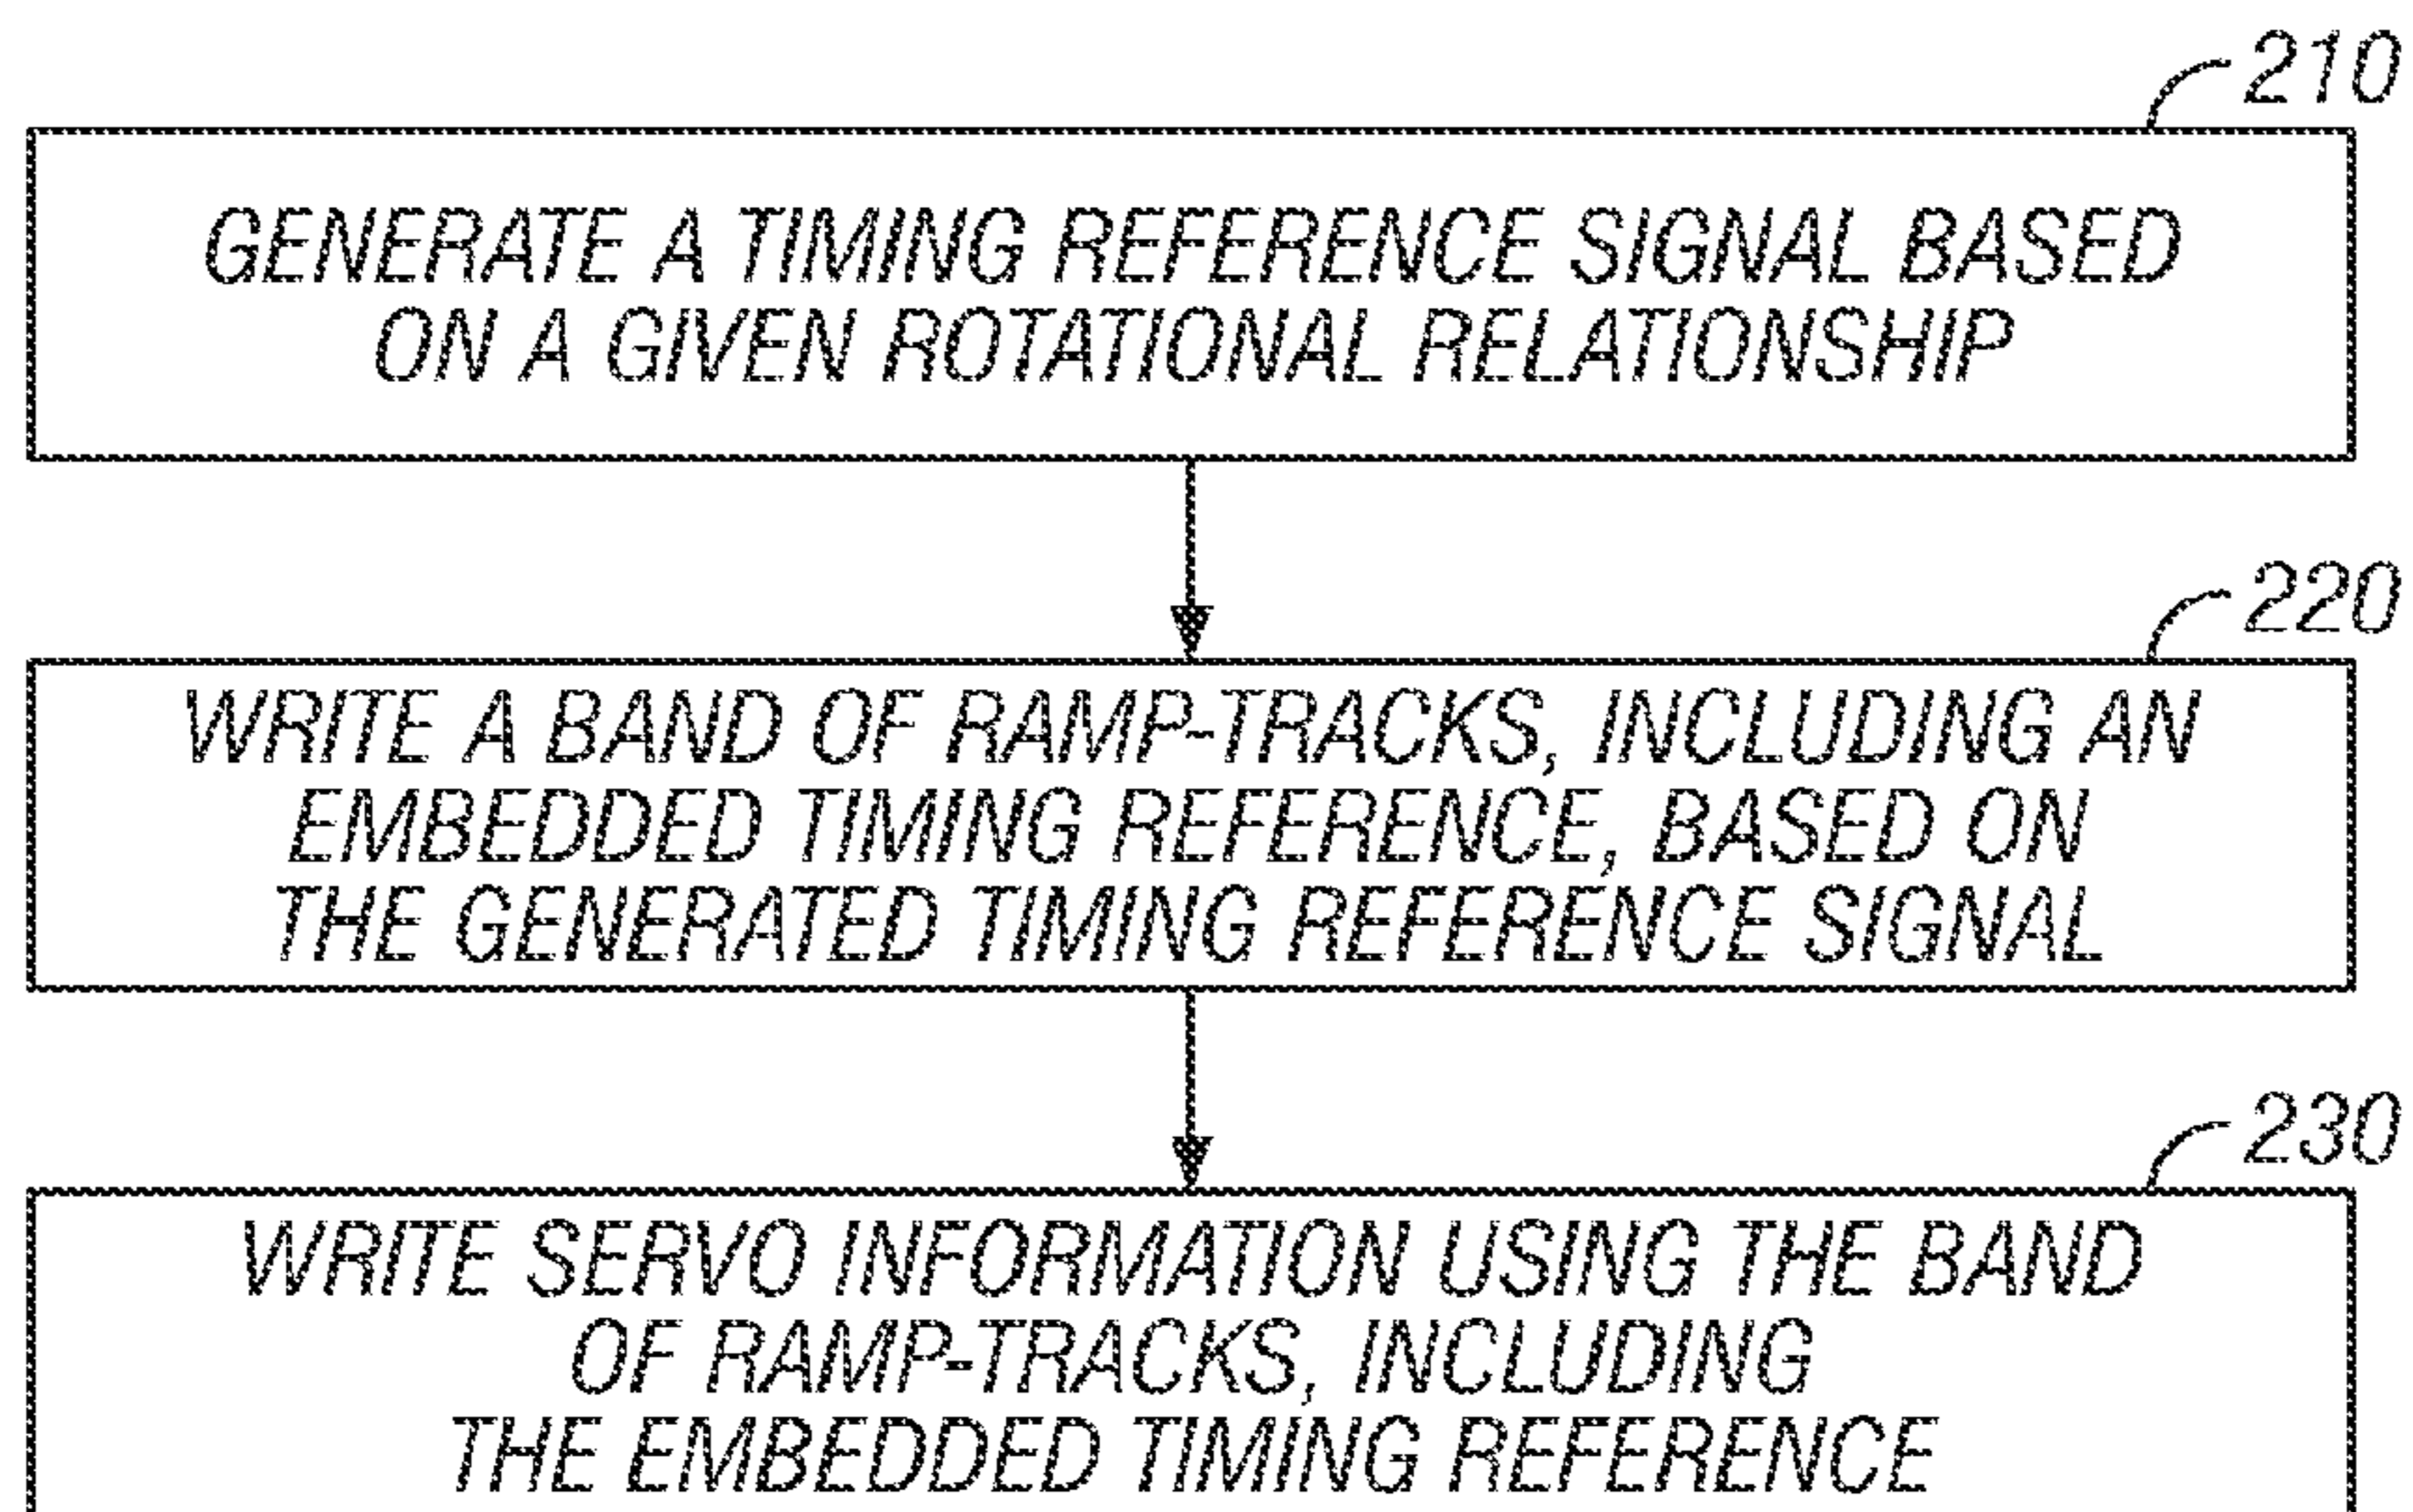 210
GENERATE A TIMING REFERENCE SIGNAL BASED
ON A GIVEN ROTATIONAL RELATIONSHIP
220
WRITE A BAND OF RAMP-TRACKS, INCLUDING AN
EMBEDDED TIMING REFERENCE, BASED ON
THE GENERATED TIMING REFERENCE SIGNAL
230
WRITE SERVO INFORMATION USING THE BAND
OF RAMP-TRACKS, INCLUDING
THE EMBEDDED TIMING REFERENCE